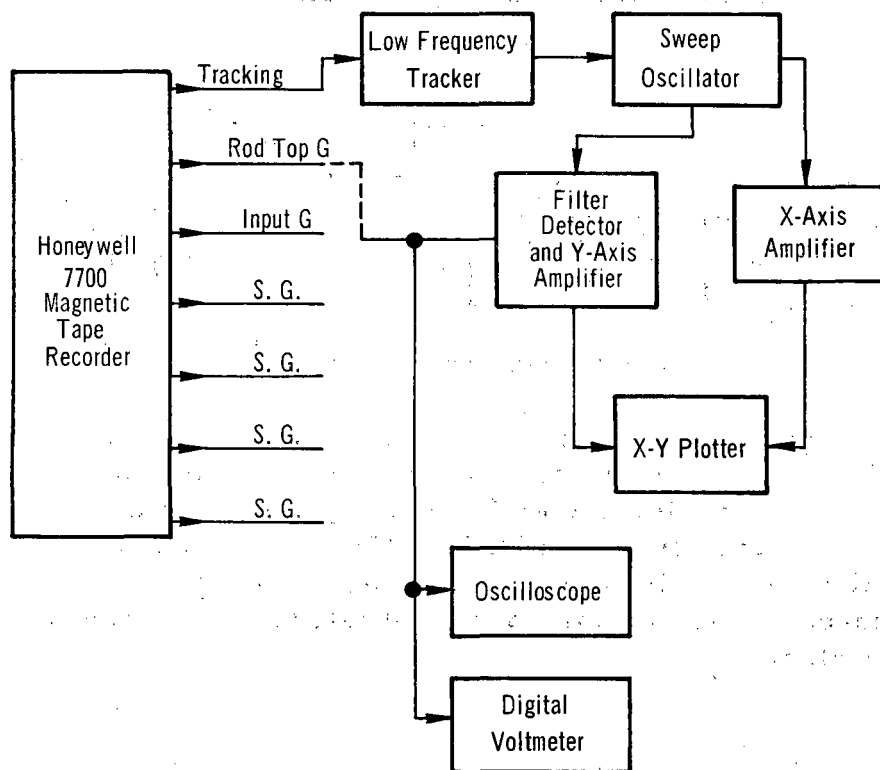 Low Frequency
Tracker
Sweep
Oscillator
Tracking
Rod Top G
Input G
S. G.
S. G.
S. G.
S. G.
Honeywell
7700
Magnetic
Tape
Recorder
Filter
Detector
and Y-Axis
Amplifier
X-Axis
Amplifier
X-Y Plotter
Oscilloscope
Digital
Voltmeter